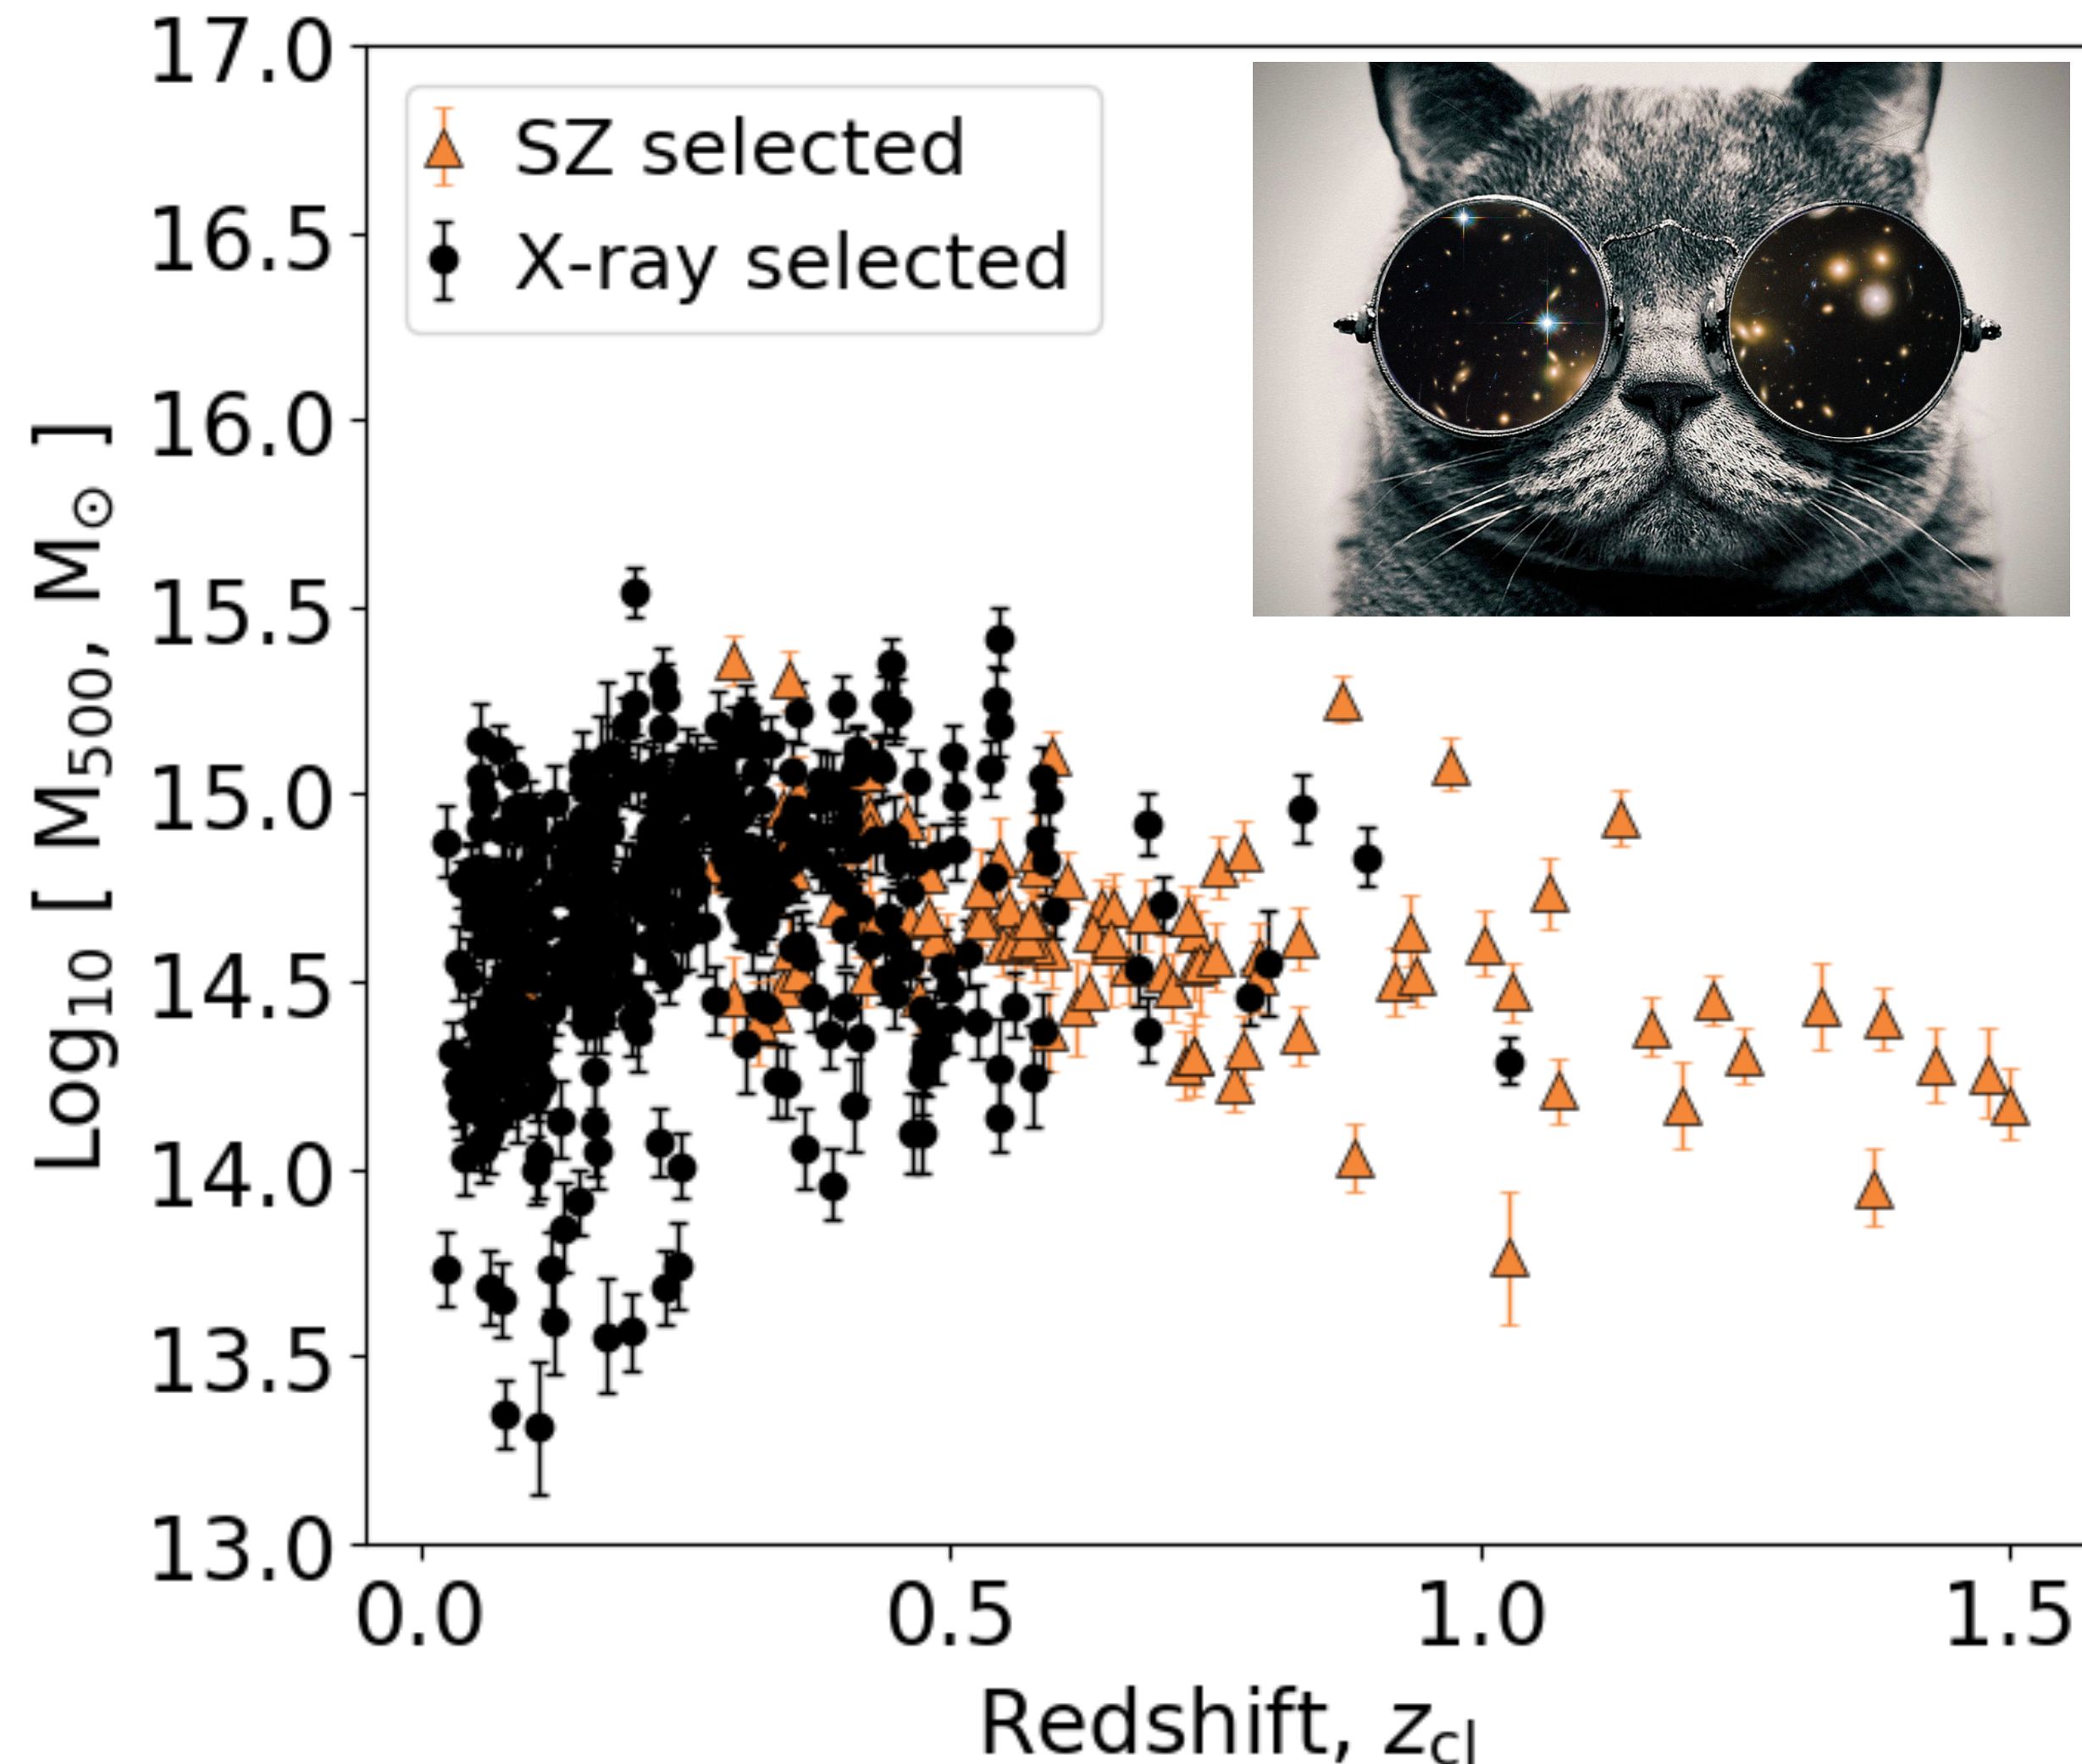 17.0
16.5
16.0
15.5
15.0
14.5
14.0
13.5
13.0
Log₁₀ [ M₅₀₀, M⊙ ]
SZ selected
X-ray selected
0.0 0.5 1.0 1.5
Redshift, z_cl